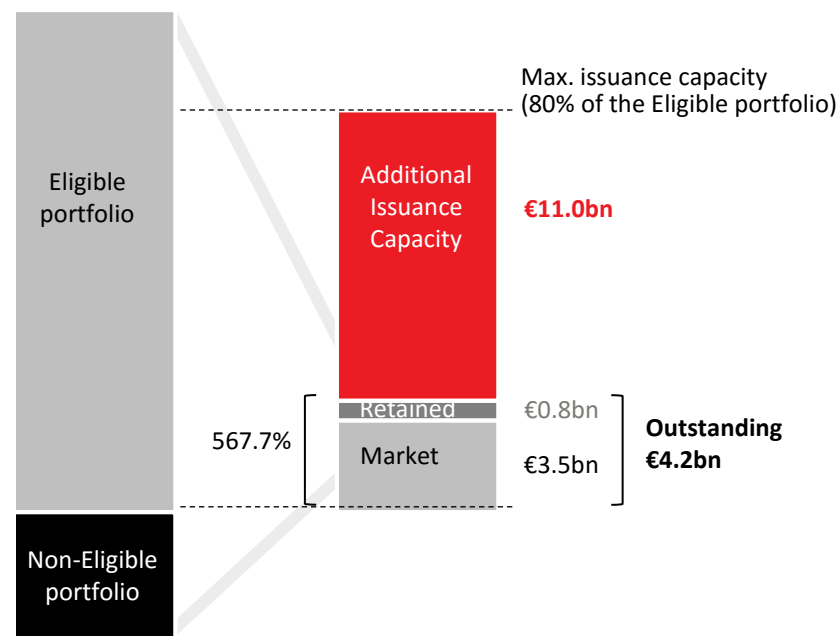 Max. issuance capacity
(80% of the Eligible portfolio)
Eligible
portfolio
Additional
Issuance
Capacity
€11.0bn
Retained
€0.8bn
567.7%
Market
€3.5bn
Outstanding
€4.2bn
Non-Eligible
portfolio